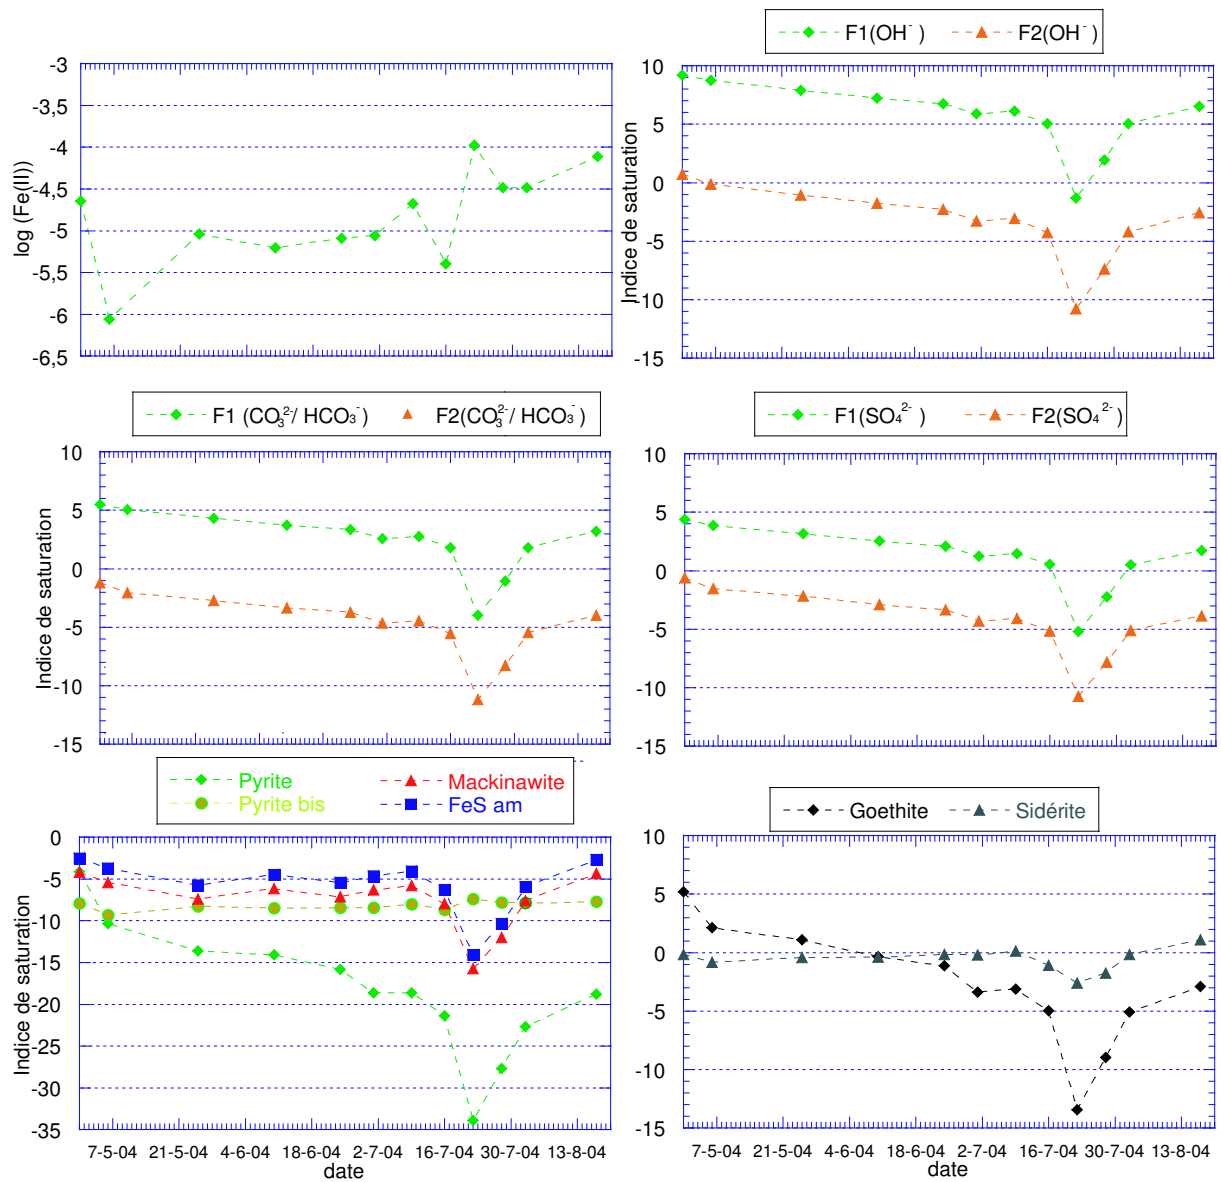 F1(OH⁻) F2(OH⁻)
-3
-3,5
-4
-4,5
-5
-5,5
-6
-6,5
log (Fe(II))
10
5
0
-5
-10
-15
Indice de saturation
F1 (CO₃²⁻/ HCO₃⁻) F2(CO₃²⁻/ HCO₃⁻)
10
5
0
-5
-10
-15
Indice de saturation
F1(SO₄²⁻) F2(SO₄²⁻)
10
5
0
-5
-10
-15
Indice de saturation
Pyrite Mackinawite
Pyrite bis FeS am
0
-5
-10
-15
-20
-25
-30
-35
Indice de saturation
7-5-04 21-5-04 4-6-04 18-6-04 2-7-04 16-7-04 30-7-04 13-8-04
date
Goethite Sidérite
10
5
0
-5
-10
-15
Indice de saturation
7-5-04 21-5-04 4-6-04 18-6-04 2-7-04 16-7-04 30-7-04 13-8-04
date